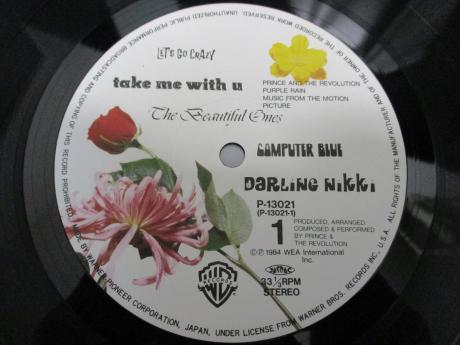 LET'S GO CRAZY
take me with u
PRINCE AND THE REVOLUTION
PURPLE RAIN
MUSIC FROM THE MOTION
PICTURE
The Beautiful Ones
COMPUTER BLUE
DARLING NIKKI
P-13021
(P-13021-1)
1
PRODUCED, ARRANGED,
COMPOSED & PERFORMED
BY PRINCE &
THE REVOLUTION
©℗ 1984 WEA International
Inc.
RECORDS
33⅓RPM
STEREO
ALL RIGHTS OF THE MANUFACTURER AND OF THE OWNER OF THE RECORDED WORK RESERVED. UNAUTHORIZED PUBLIC PERFORMANCE, BROADCASTING AND COPYING OF THIS RECORD PROHIBITED. MADE BY WARNER-PIONEER CORPORATION, JAPAN, UNDER LICENSE FROM WARNER BROS. RECORDS INC., U.S.A.